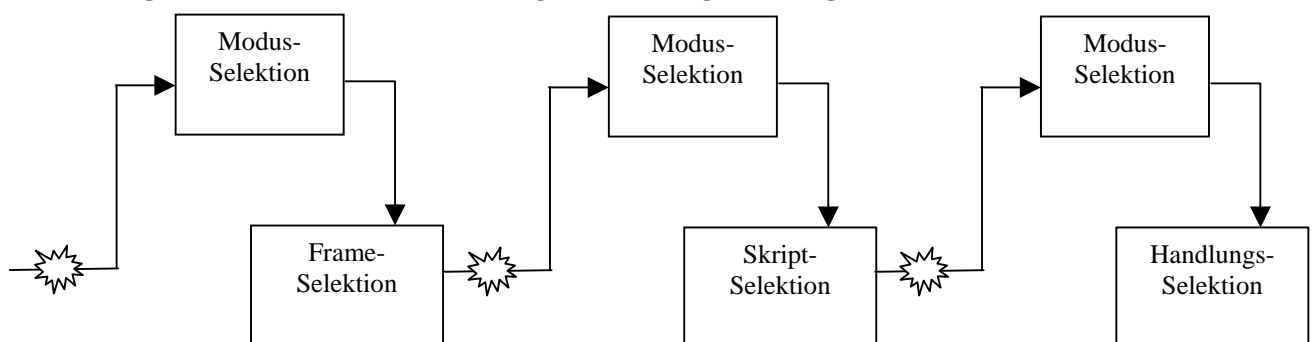 Modus-
Selektion
Modus-
Selektion
Modus-
Selektion
Frame-
Selektion
Skript-
Selektion
Handlungs-
Selektion